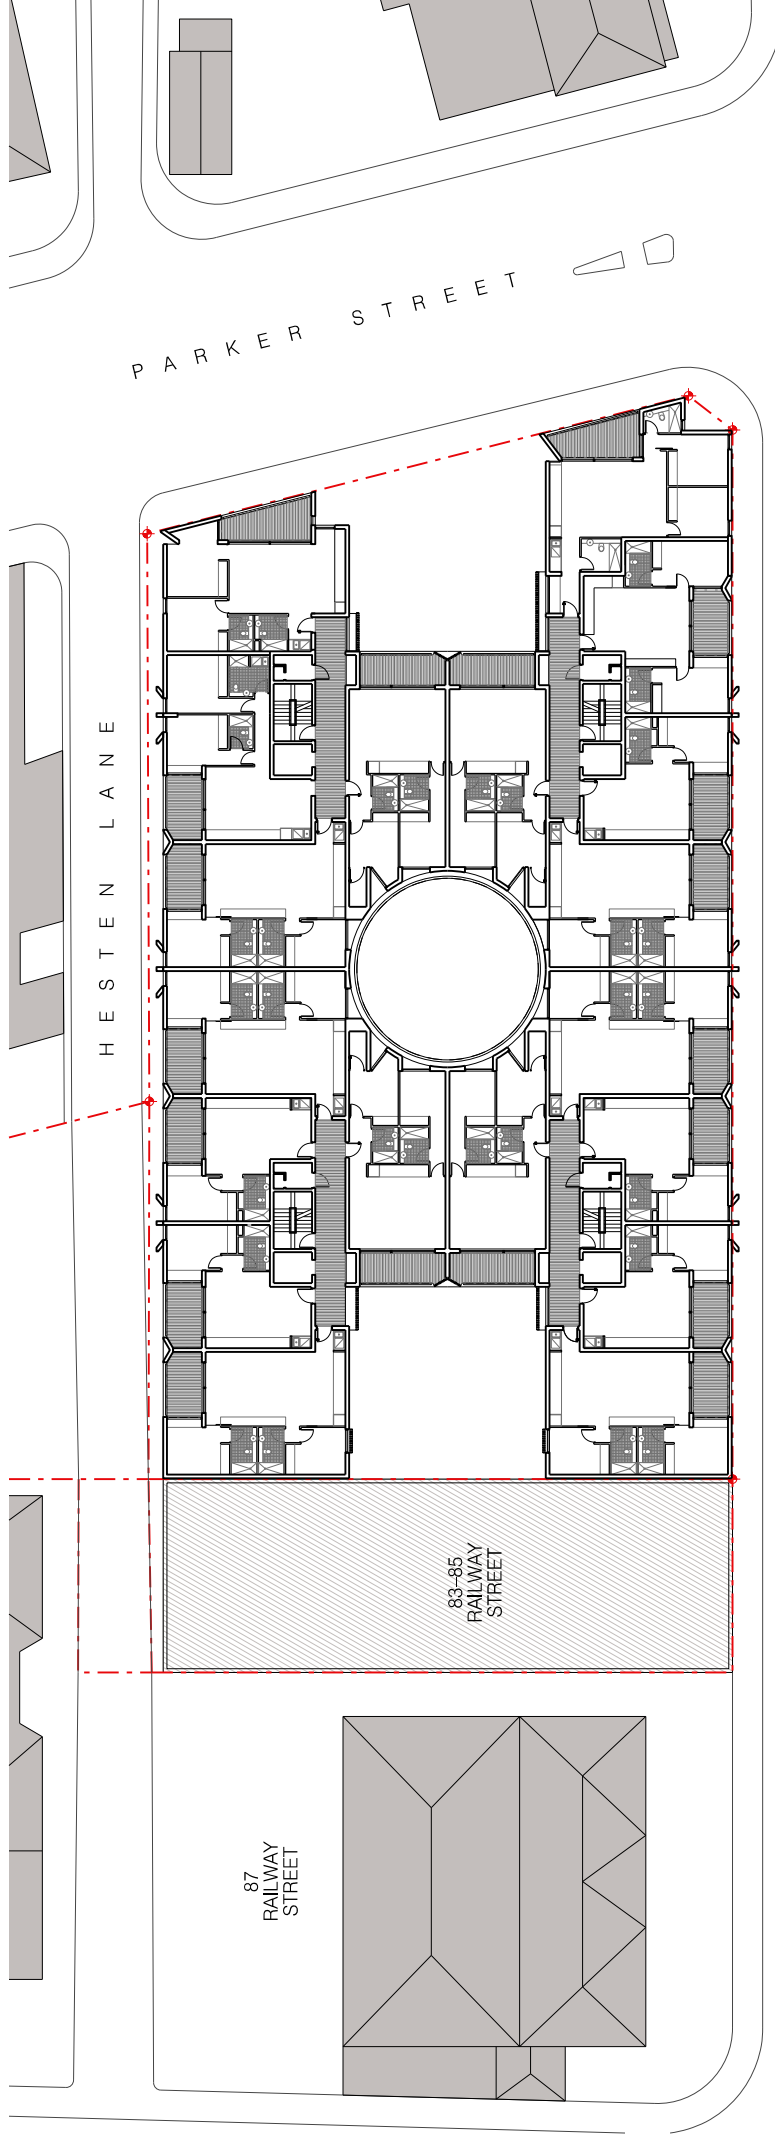 PARKER STREET
HESTEN LANE
83–85
RAILWAY
STREET
87
RAILWAY
STREET